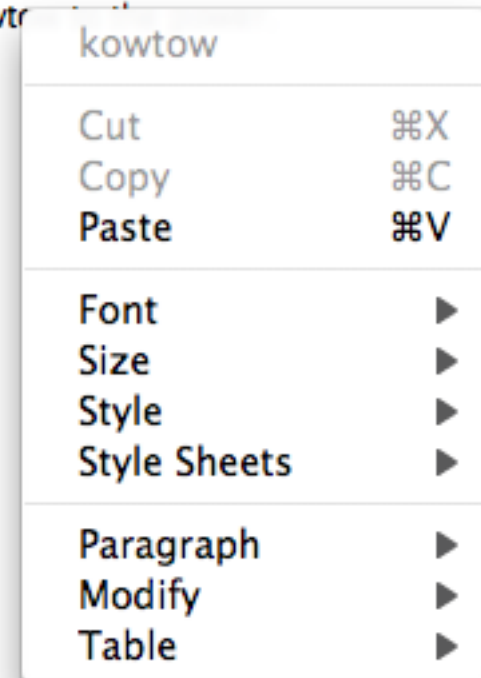 kowtow
Cut ⌘X
Copy ⌘C
Paste ⌘V
Font
Size
Style
Style Sheets
Paragraph
Modify
Table